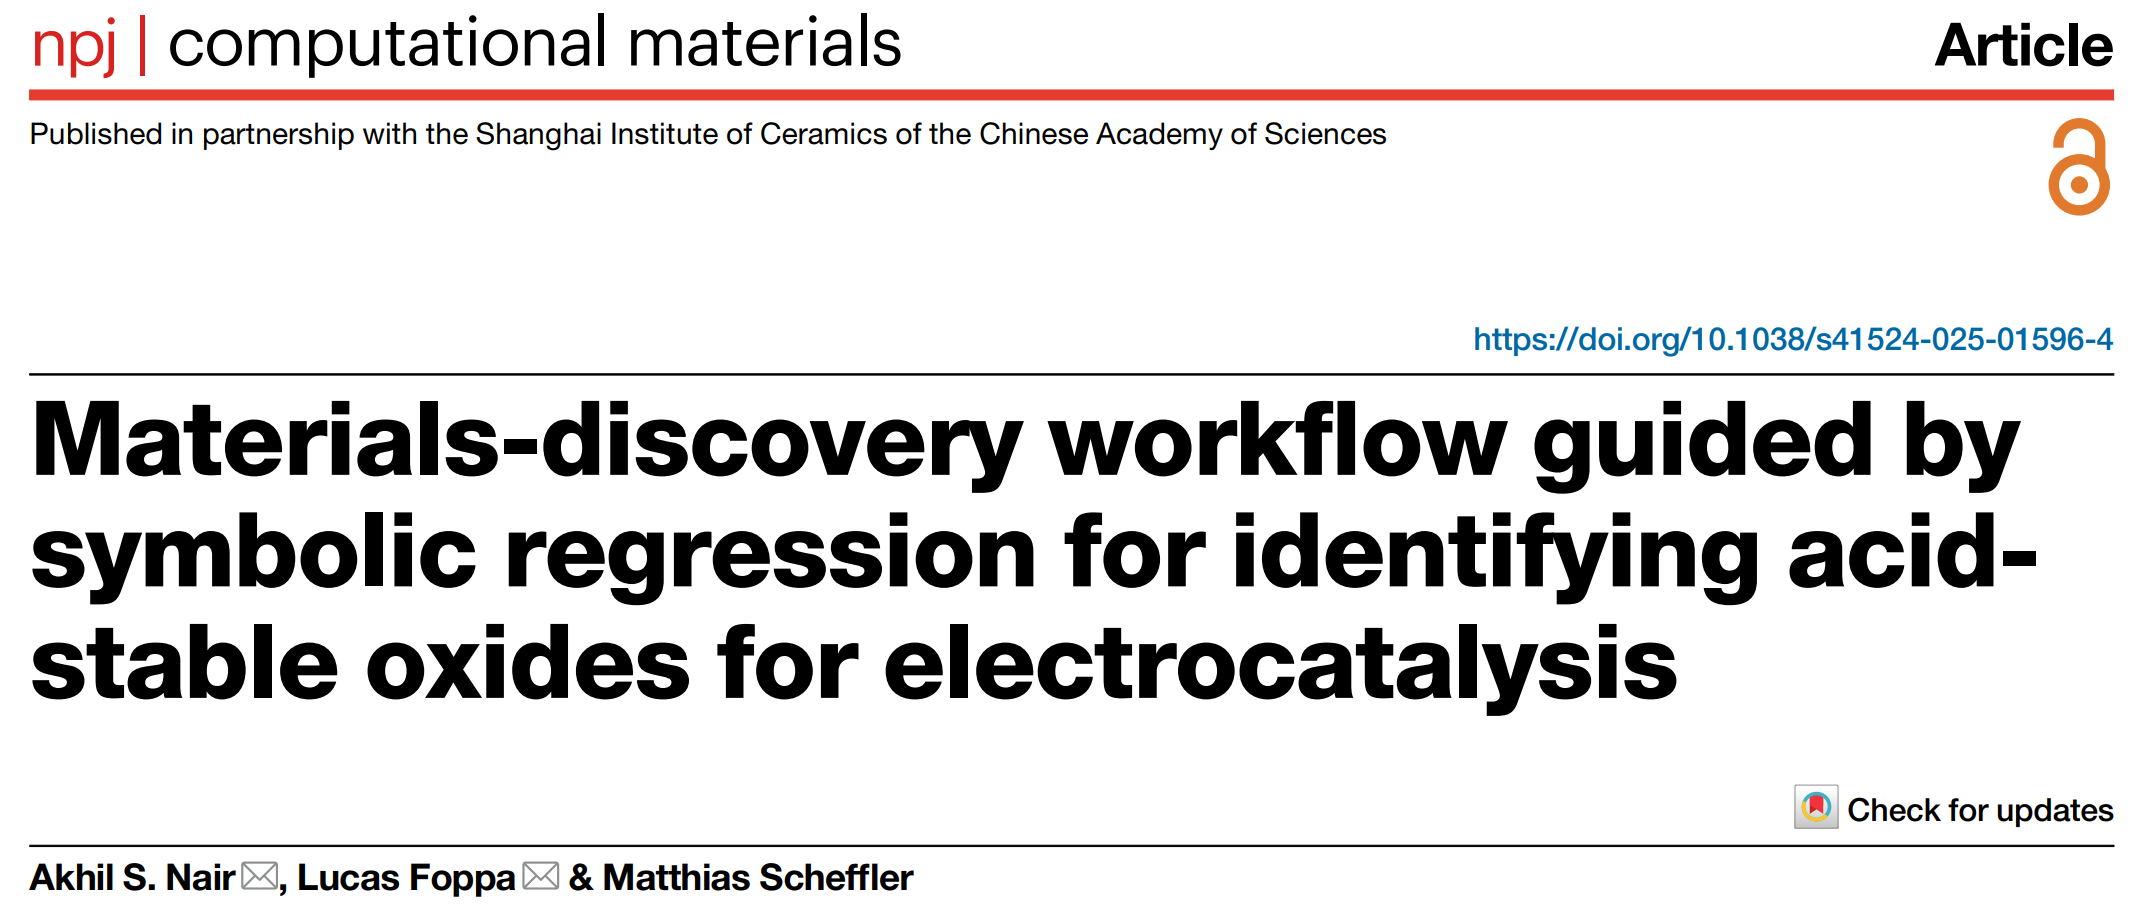 npj | computational materials
Article
Published in partnership with the Shanghai Institute of Ceramics of the Chinese Academy of Sciences
https://doi.org/10.1038/s41524-025-01596-4
Materials-discovery workflow guided by
symbolic regression for identifying acid-
stable oxides for electrocatalysis
Check for updates
Akhil S. Nair, Lucas Foppa & Matthias Scheffler